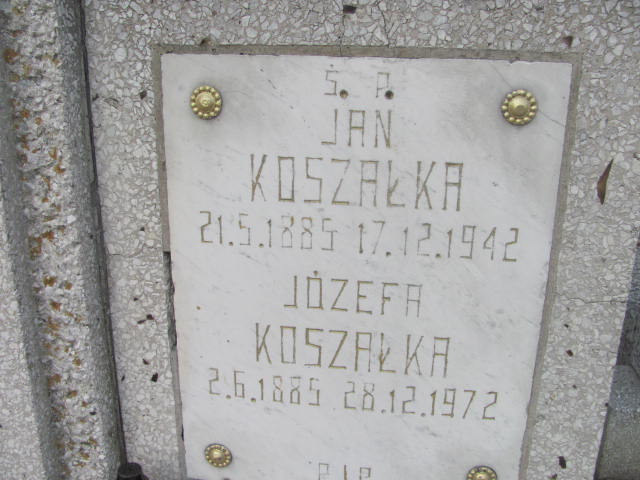 Ś. P.
JAN
KOSZAŁKA
21.5.1885 17.12.1942
JÓZEFA
KOSZAŁKA
2.6.1885 28.12.1972
R.I.P.